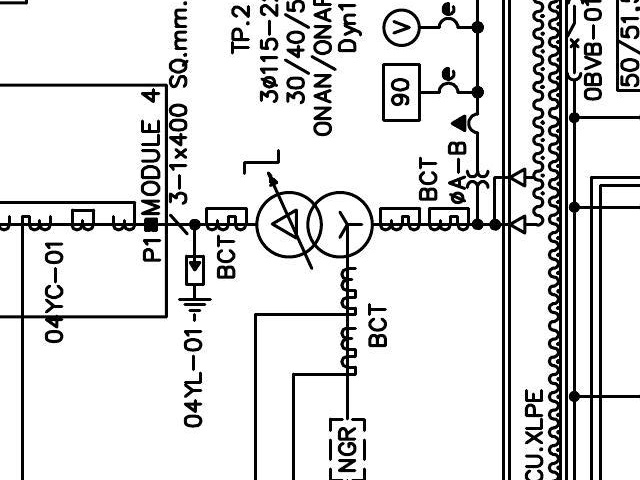 TP.2
3ø115-2
30/40/5
ONAN/ONAF
Dyn1
V
e
90
e
BCT
øA-B
0BVB-01
50/51,
MODULE 4
3-1x400 SQ.mm.
P1
BCT
04YC-01
04YL-01
BCT
NGR
CU.XLPE